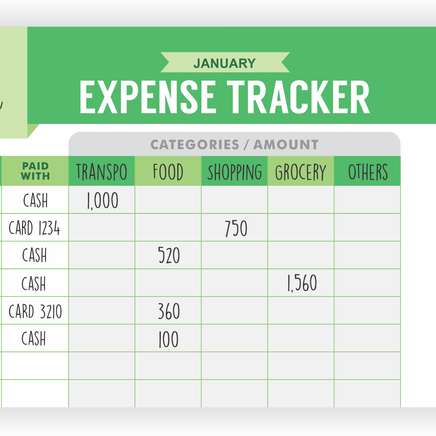 JANUARY
EXPENSE TRACKER
CATEGORIES / AMOUNT
PAID WITH TRANSPO FOOD SHOPPING GROCERY OTHERS
CASH 1,000
CARD 1234 750
CASH 520
CASH 1,560
CARD 3210 360
CASH 100